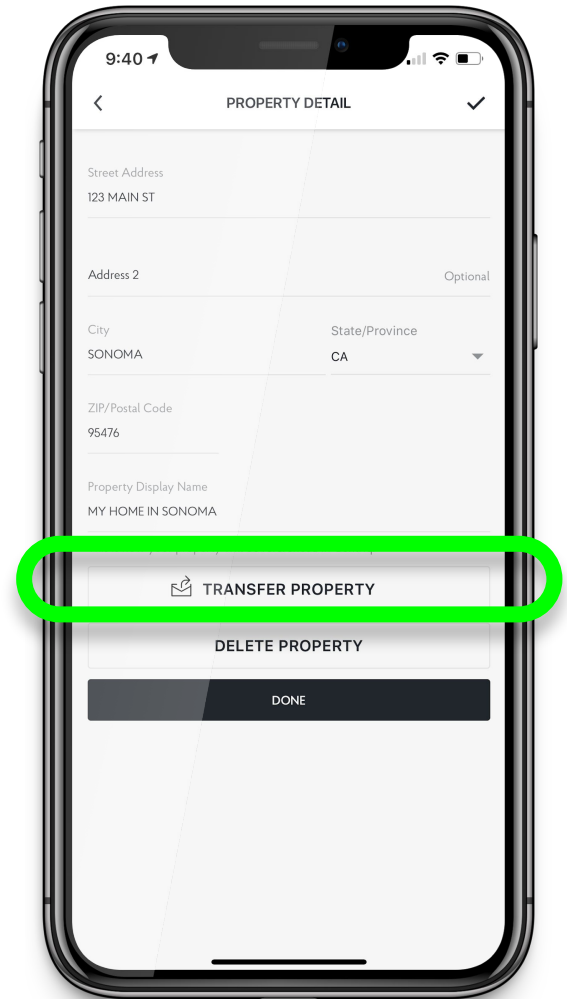 9:40
PROPERTY DETAIL
Street Address
123 MAIN ST
Address 2 Optional
City State/Province
SONOMA CA
ZIP/Postal Code
95476
Property Display Name
MY HOME IN SONOMA
TRANSFER PROPERTY
DELETE PROPERTY
DONE